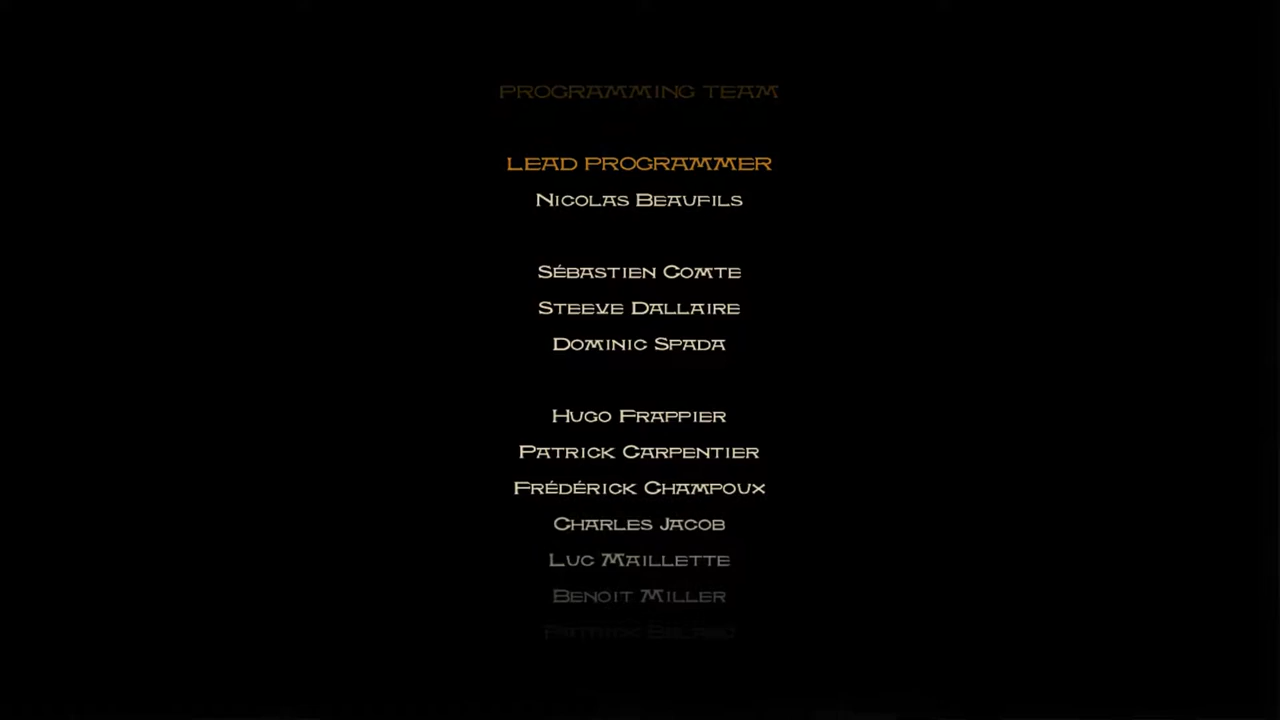 PROGRAMMING TEAM
LEAD PROGRAMMER
NICOLAS BEAUFILS
SÉBASTIEN COMTE
STEEVE DALLAIRE
DOMINIC SPADA
HUGO FRAPPIER
PATRICK CARPENTIER
FRÉDÉRICK CHAMPOUX
CHARLES JACOB
LUC MAILLETTE
BENOIT MILLER
PATRICK